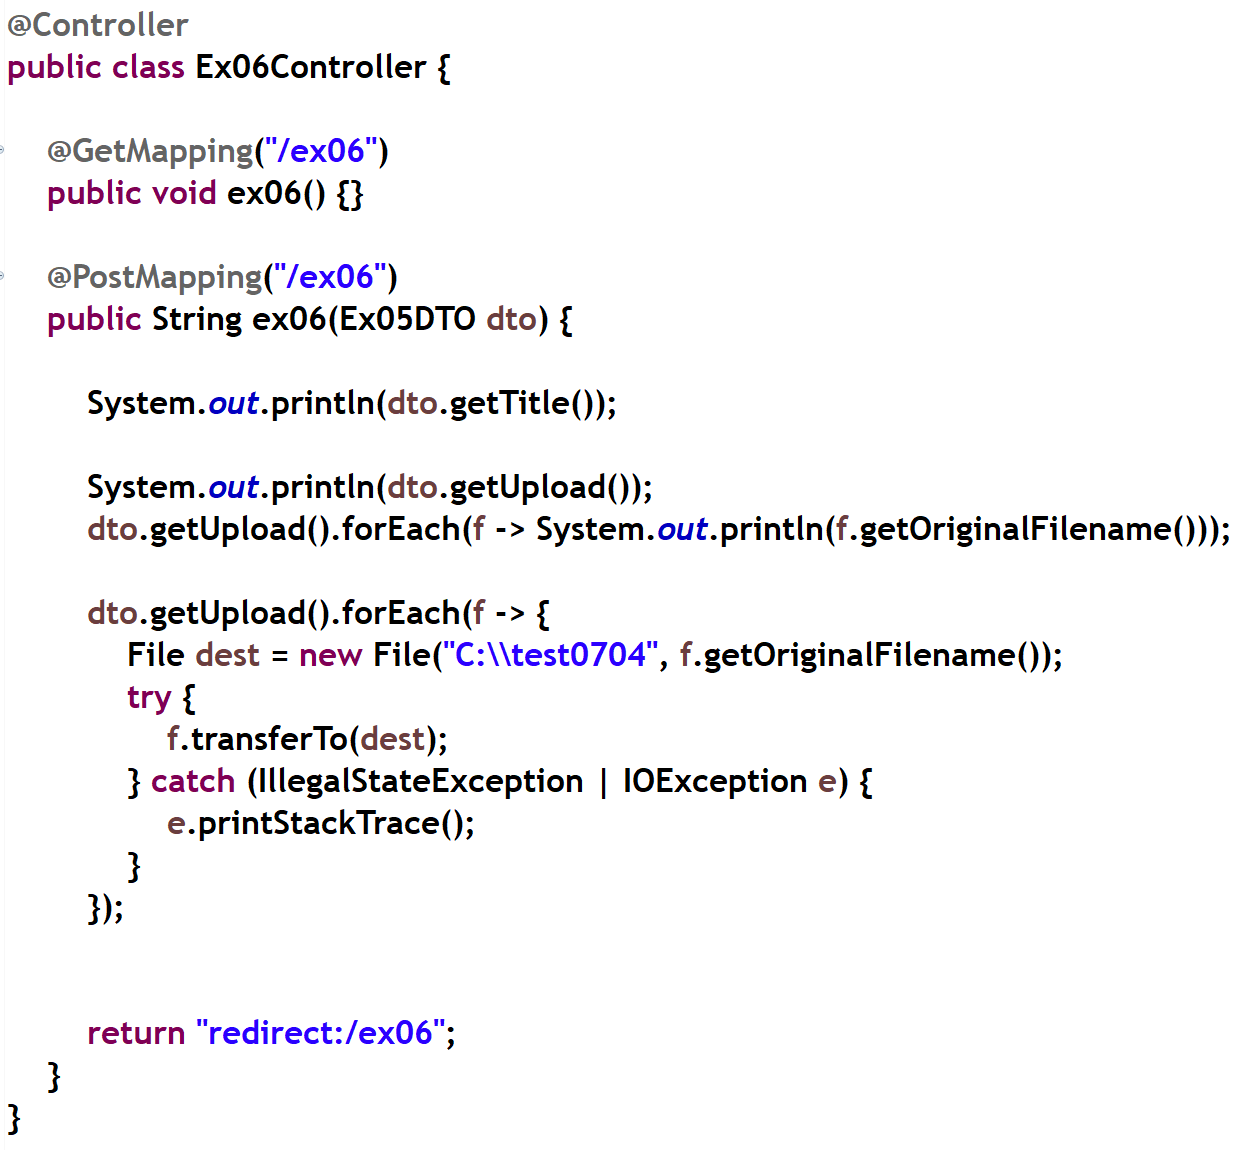 @Controller
public class Ex06Controller {
@GetMapping("/ex06")
public void ex06() {}
@PostMapping("/ex06")
public String ex06(Ex05DTO dto) {
System.out.println(dto.getTitle());
System.out.println(dto.getUpload());
dto.getUpload().forEach(f -> System.out.println(f.getOriginalFilename()));
dto.getUpload().forEach(f -> {
File dest = new File("C:\\test0704", f.getOriginalFilename());
try {
f.transferTo(dest);
} catch (IllegalStateException | IOException e) {
e.printStackTrace();
}
});
return "redirect:/ex06";
}
}